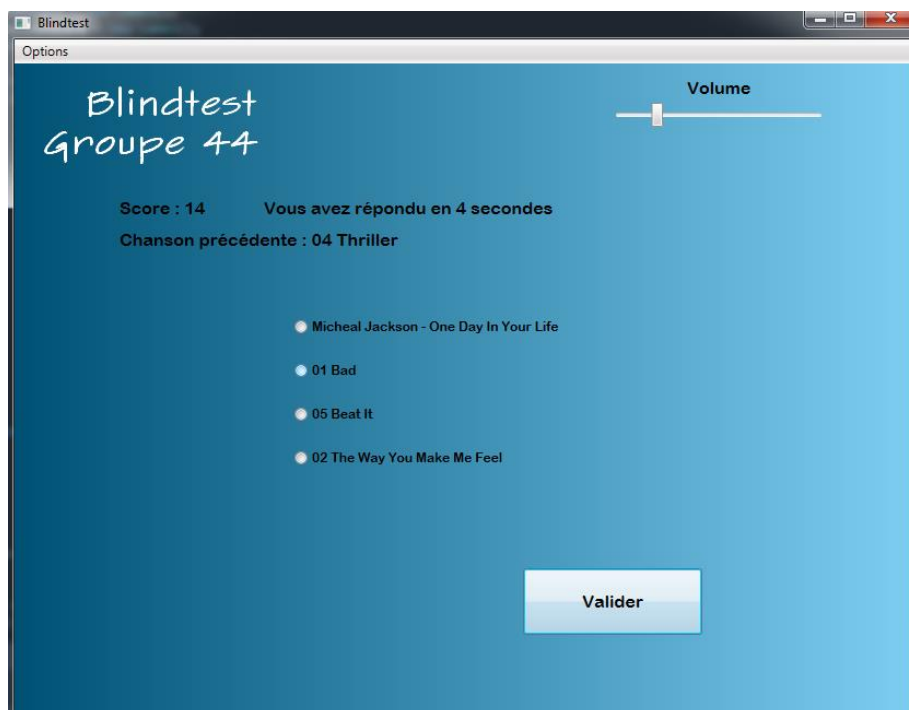 Blindtest
Options
Blindtest
Groupe 44
Volume
Score : 14 Vous avez répondu en 4 secondes
Chanson précédente : 04 Thriller
Micheal Jackson - One Day In Your Life
01 Bad
05 Beat It
02 The Way You Make Me Feel
Valider